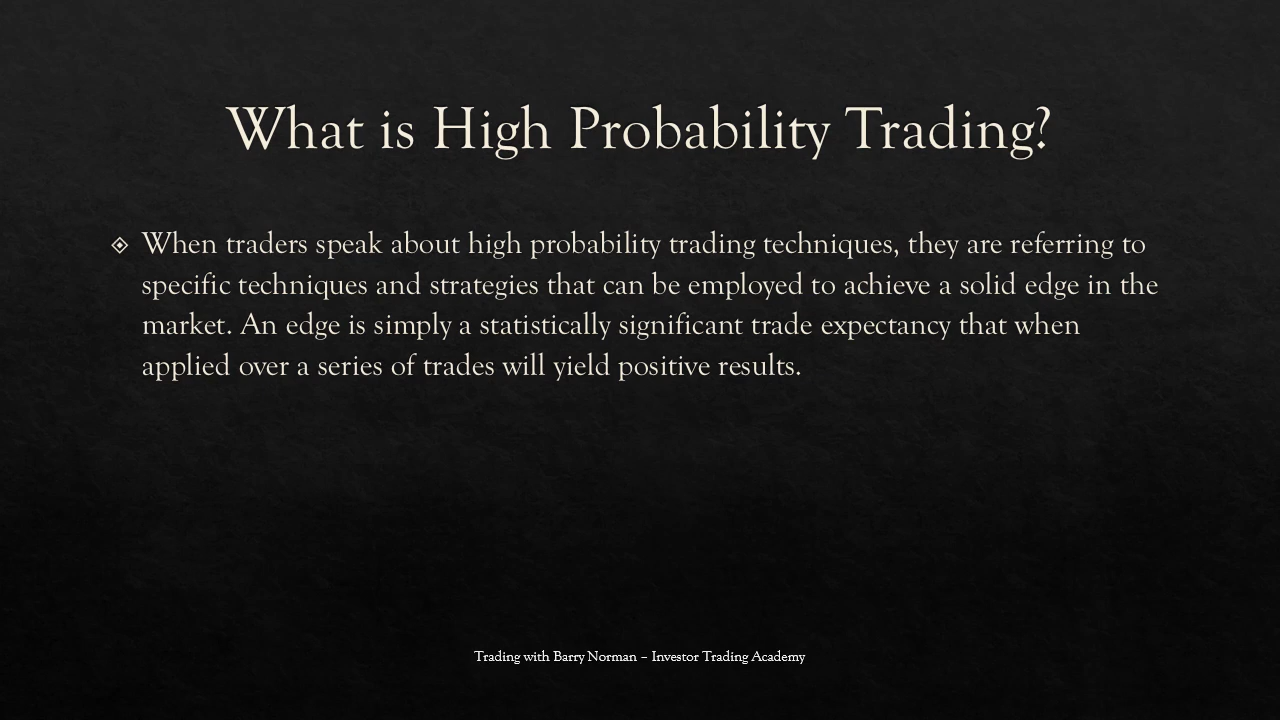 What is High Probability Trading?
When traders speak about high probability trading techniques, they are referring to
specific techniques and strategies that can be employed to achieve a solid edge in the
market. An edge is simply a statistically significant trade expectancy that when
applied over a series of trades will yield positive results.
Trading with Barry Norman – Investor Trading Academy